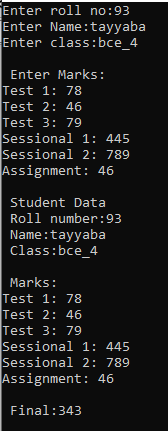 Enter roll no:93
Enter Name:tayyaba
Enter class:bce_4
Enter Marks:
Test 1: 78
Test 2: 46
Test 3: 79
Sessional 1: 445
Sessional 2: 789
Assignment: 46
Student Data
Roll number:93
Name:tayyaba
Class:bce_4
Marks:
Test 1: 78
Test 2: 46
Test 3: 79
Sessional 1: 445
Sessional 2: 789
Assignment: 46
Final:343